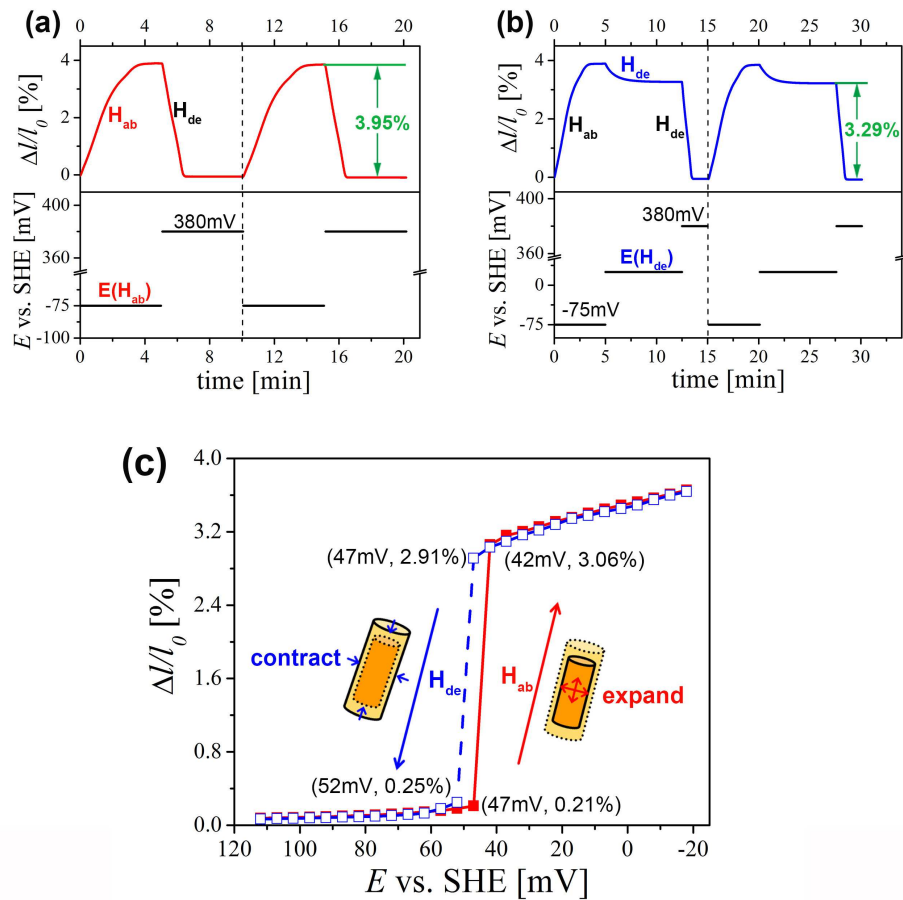 (a)
0 4 8 12 16 20
4
2
0
Δl/l0 [%]
Hab
Hde
3.95%
380
360
-75
-100
E vs. SHE [mV]
380mV
E(Hab)
0 4 8 12 16 20
time [min]
(b)
0 5 10 15 20 25 30
4
2
0
Δl/l0 [%]
Hde
Hab
Hde
3.29%
380
360
0
-75
E vs. SHE [mV]
380mV
E(Hde)
-75mV
0 5 10 15 20 25 30
time [min]
(c)
4.0
3.2
2.4
1.6
0.8
0.0
Δl/l0 [%]
(47mV, 2.91%)
(42mV, 3.06%)
contract
Hde
Hab
expand
(52mV, 0.25%)
(47mV, 0.21%)
120 100 80 60 40 20 0 -20
E vs. SHE [mV]